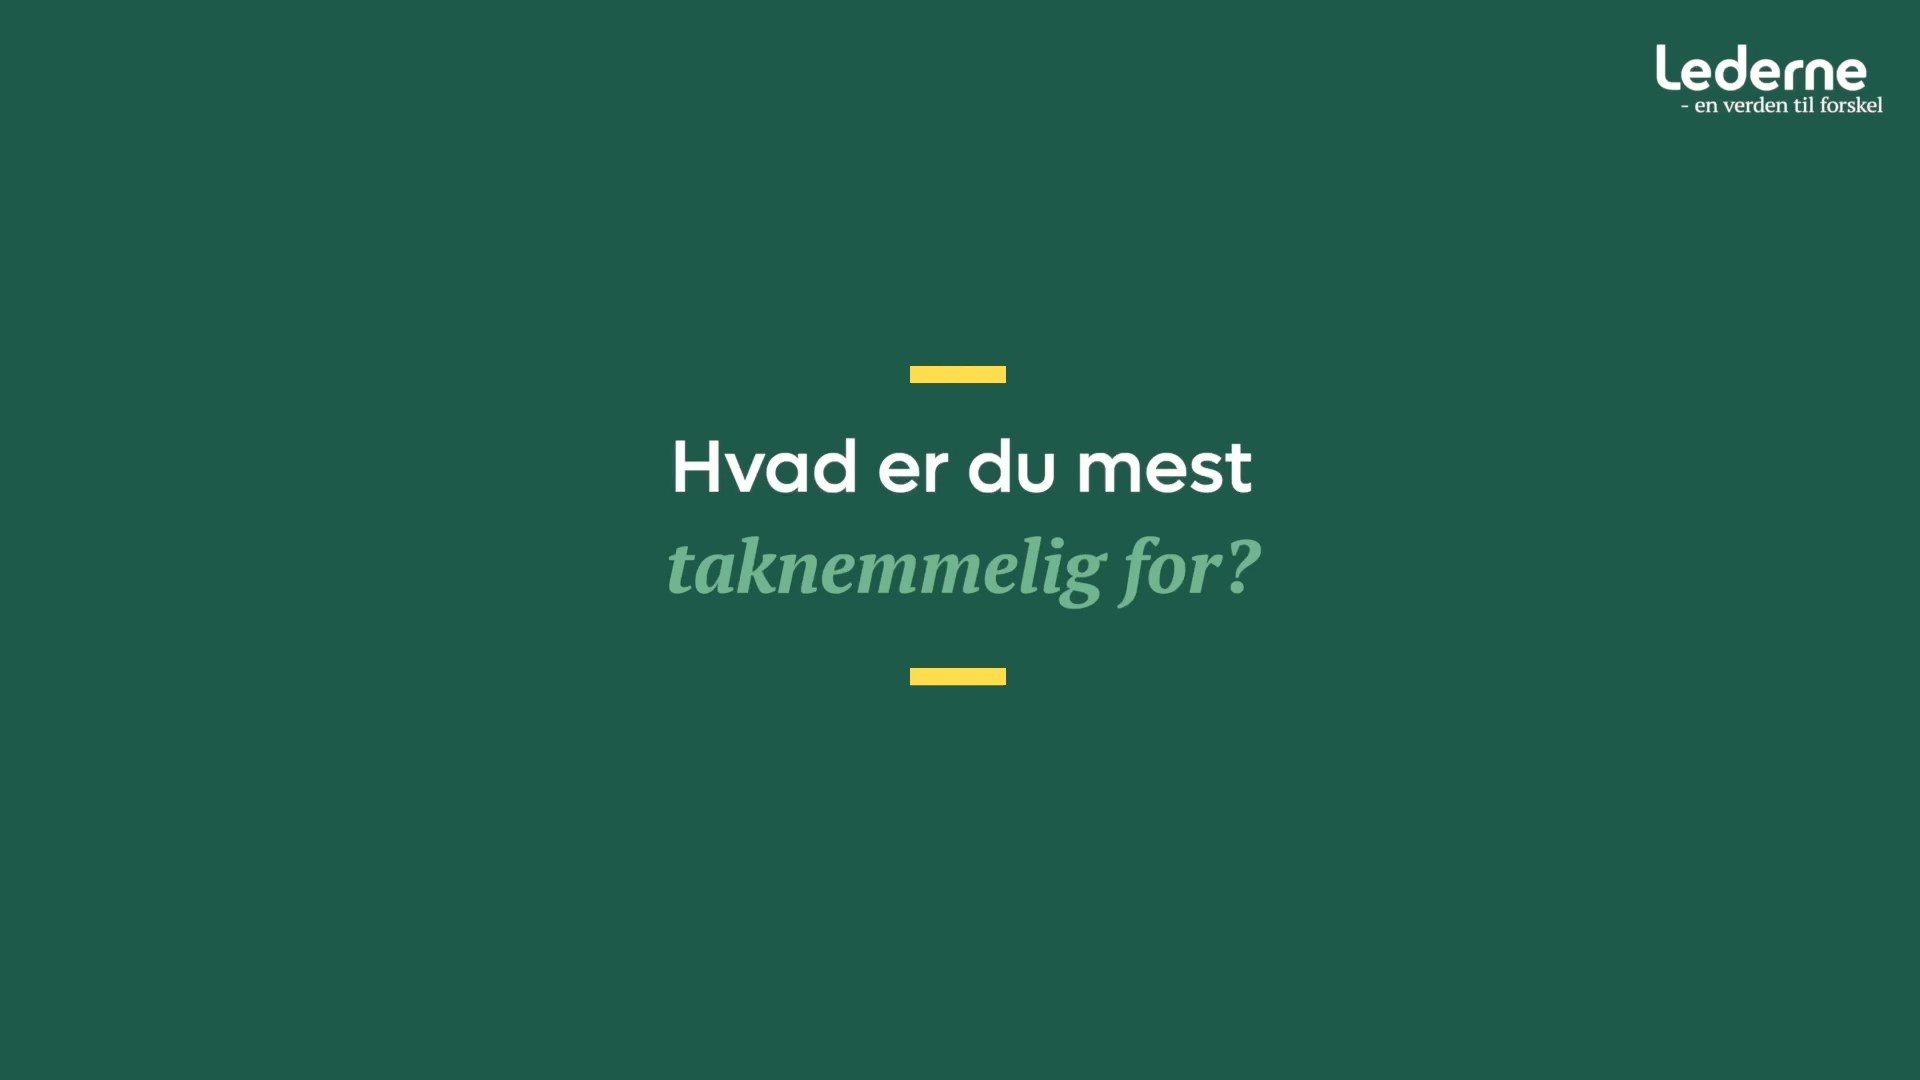 Lederne
- en verden til forskel
Hvad er du mest
taknemmelig for?